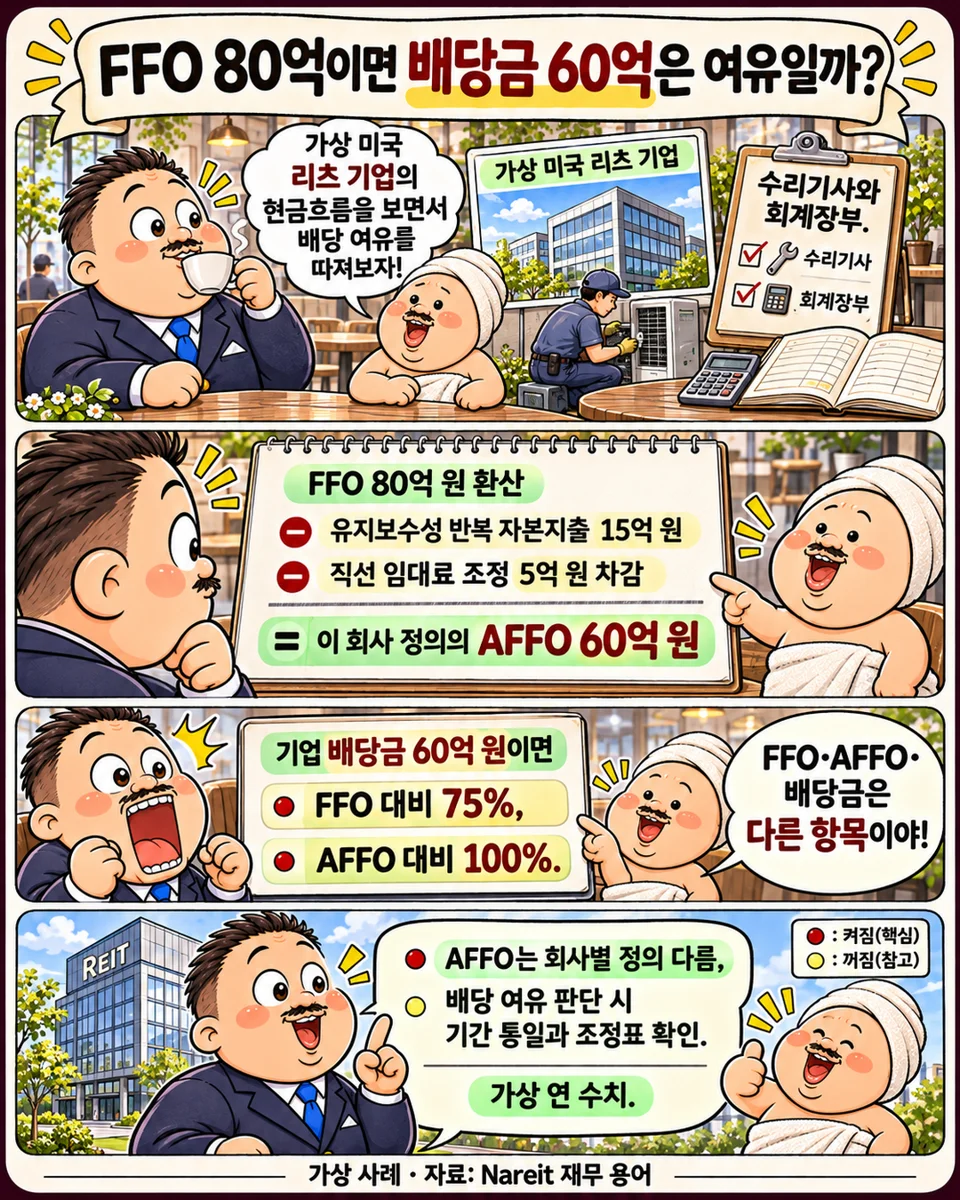 FFO 80억이면 배당금 60억은 여유일까?
가상 미국
리츠 기업의
현금흐름을 보면서
배당 여유를
따져보자!
가상 미국 리츠 기업
수리기사와
회계장부.
수리기사
회계장부
FFO 80억 원 환산
유지보수성 반복 자본지출 15억 원
직선 임대료 조정 5억 원 차감
= 이 회사 정의의 AFFO 60억 원
기업 배당금 60억 원이면
FFO 대비 75%,
AFFO 대비 100%.
FFO·AFFO·
배당금은
다른 항목이야!
REIT
AFFO는 회사별 정의 다름,
배당 여유 판단 시
기간 통일과 조정표 확인.
가상 연 수치.
: 켜짐(핵심)
: 꺼짐(참고)
가상 사례 · 자료: Nareit 재무 용어